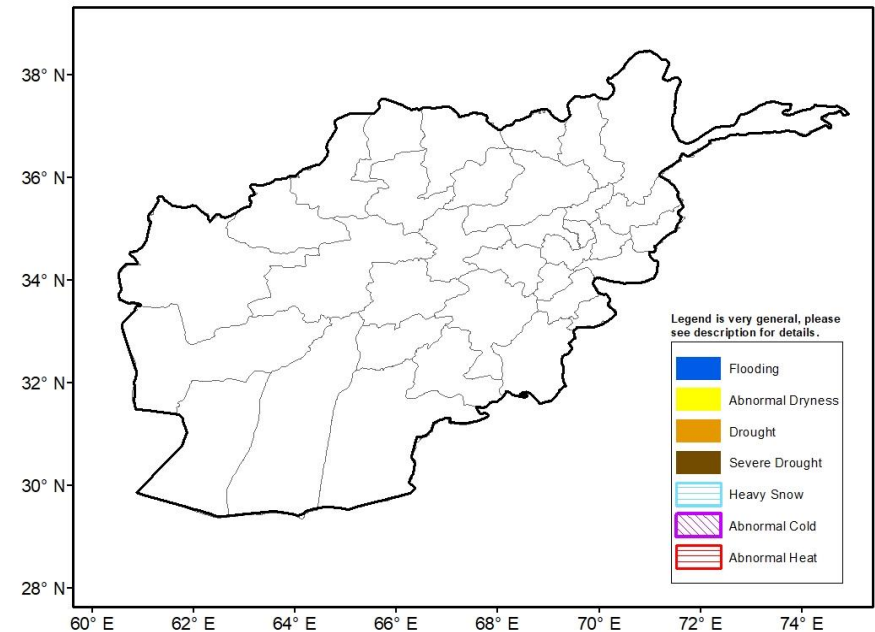 38° N
36° N
34° N
32° N
30° N
28° N
Legend is very general, please
see description for details.
Flooding
Abnormal Dryness
Drought
Severe Drought
Heavy Snow
Abnormal Cold
Abnormal Heat
60° E 62° E 64° E 66° E 68° E 70° E 72° E 74° E